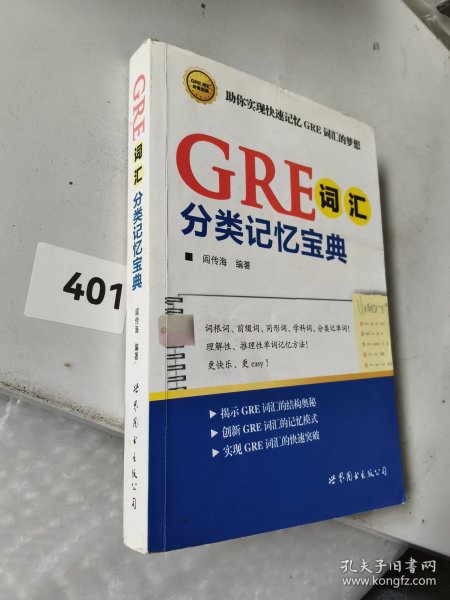 GRE 词汇
必备宝典
助你实现快速记忆GRE词汇的梦想
GRE词汇
分类记忆宝典
■ 阎传海 编著
词根词、前缀词、同形词、学科词，分类记单词！
理解性、推理性单词记忆方法！
更快乐、更easy！
▶ 揭示GRE词汇的结构奥秘
▶ 创新GRE词汇的记忆模式
▶ 实现GRE词汇的快速突破
世界图书出版公司
GRE词汇分类记忆宝典
阎传海 编著
世界图书出版公司
401
孔夫子旧书网
www.kongfz.com